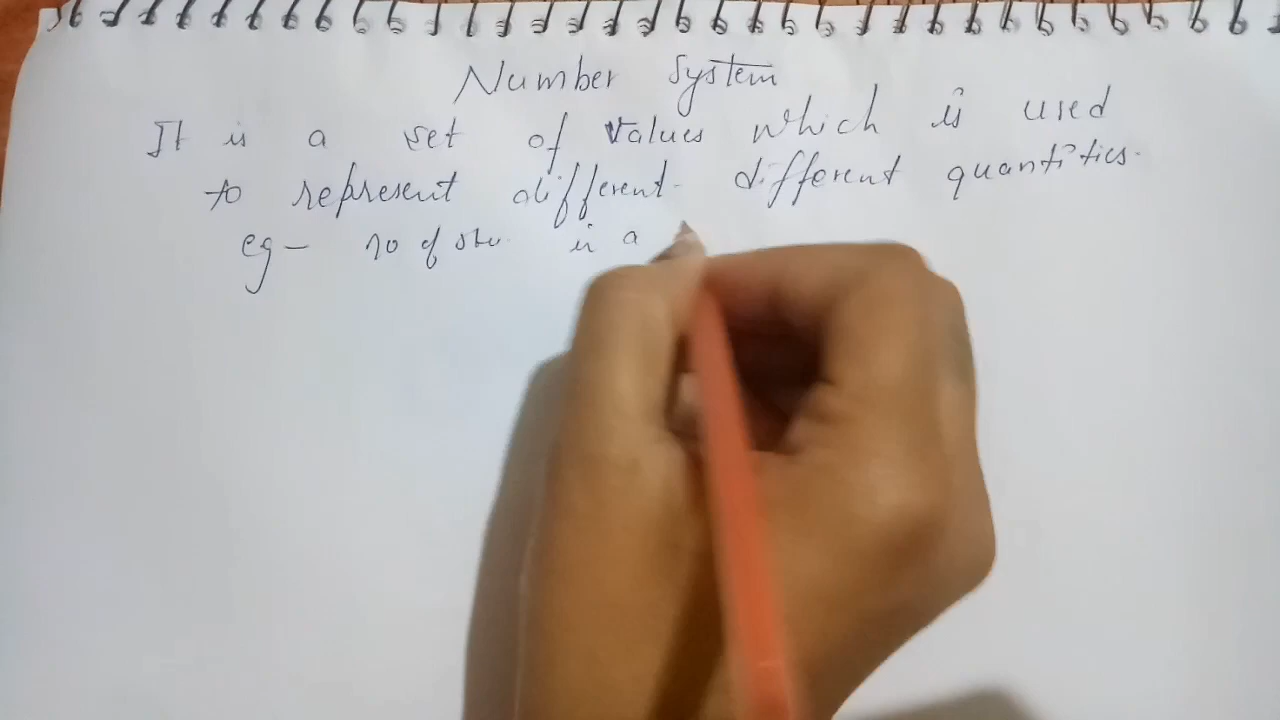 Number System
It is a set of values which is used
to represent different different quantities.
eg - no of stu. in a